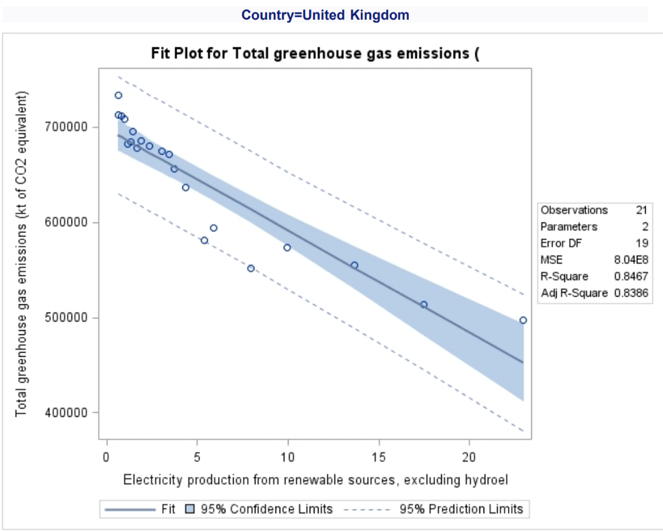 Country=United Kingdom
Fit Plot for Total greenhouse gas emissions (
Total greenhouse gas emissions (kt of CO2 equivalent)
700000
600000
500000
400000
0 5 10 15 20
Electricity production from renewable sources, excluding hydroel
Observations 21
Parameters 2
Error DF 19
MSE 8.04E8
R-Square 0.8467
Adj R-Square 0.8386
Fit 95% Confidence Limits 95% Prediction Limits